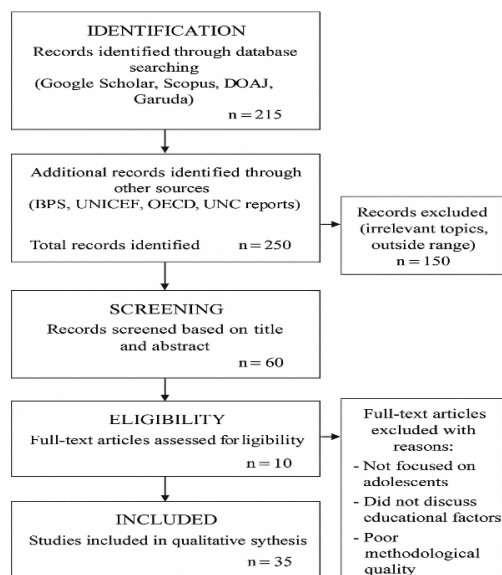 IDENTIFICATION
Records identified through database
searching
(Google Scholar, Scopus, DOAJ,
Garuda)
n = 215
Additional records identified through
other sources
(BPS, UNICEF, OECD, UNC reports)
Total records identified n = 250
Records excluded
(irrelevant topics,
outside range)
n = 150
SCREENING
Records screened based on title
and abstract
n = 60
ELIGIBILITY
Full-text articles assessed for ligibility
n = 10
Full-text articles
excluded with
reasons:
- Not focused on
adolescents
- Did not discuss
cducational factors
- Poor
methodological
quality
INCLUDED
Studies included in qualitative sythesis
n = 35